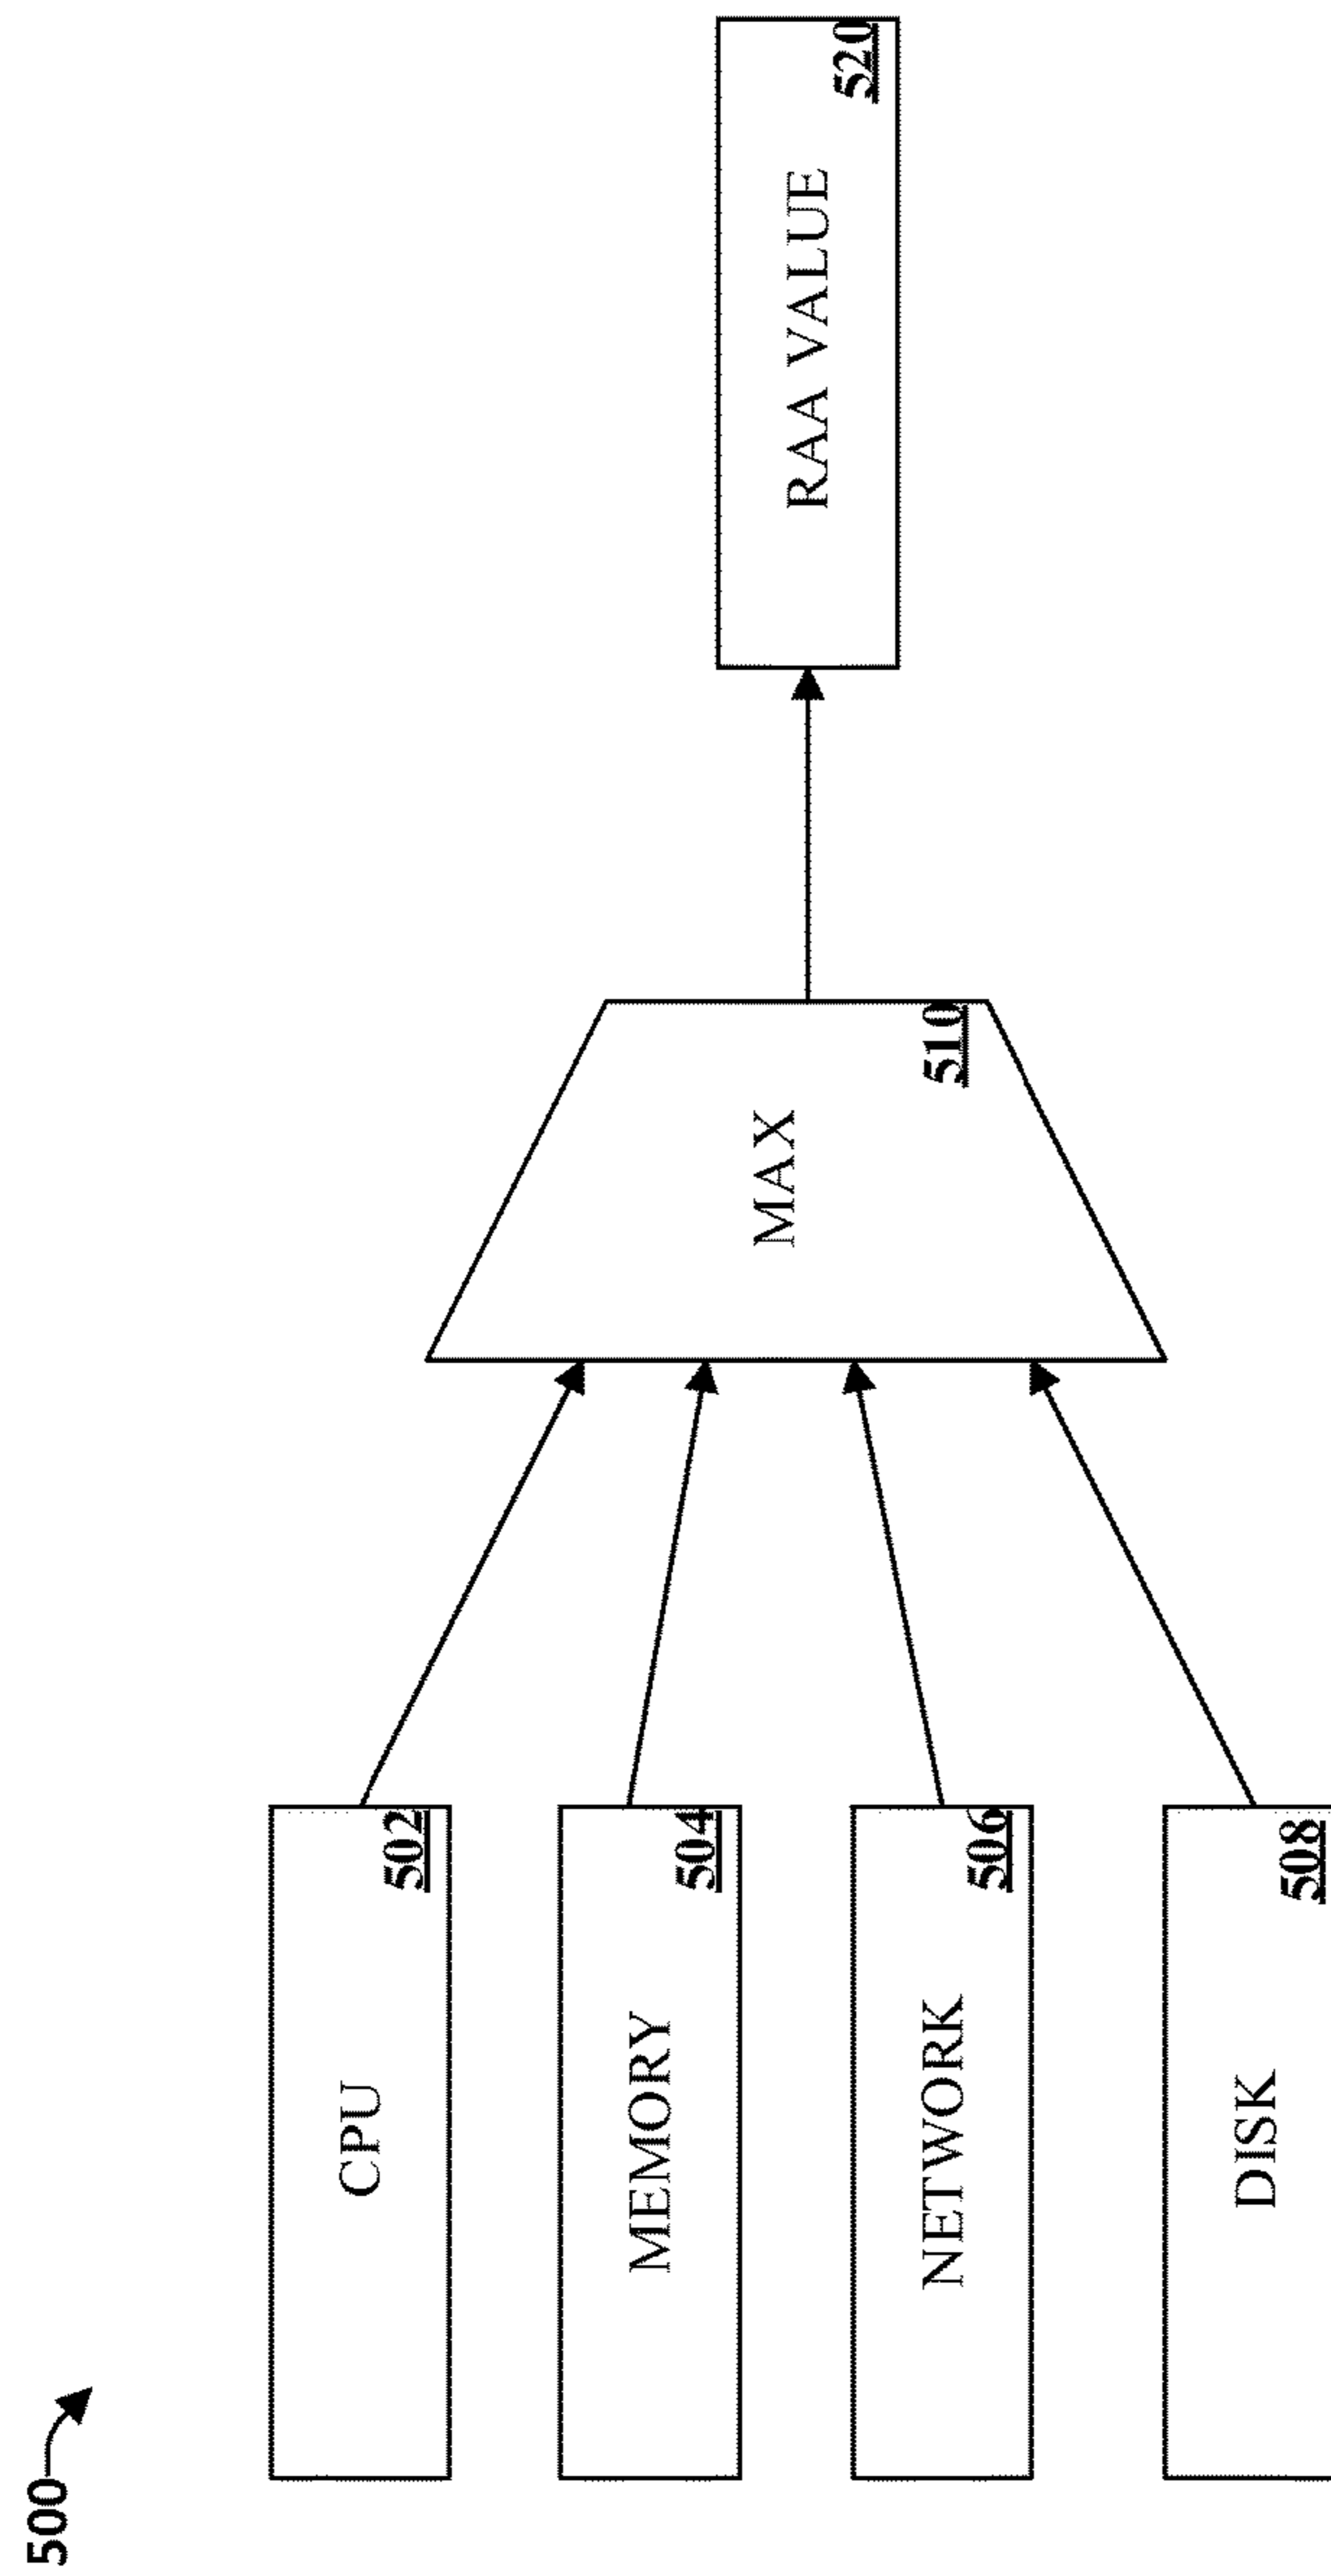 500
CPU
502
MEMORY
504
NETWORK
506
DISK
508
MAX
510
RAA VALUE
520